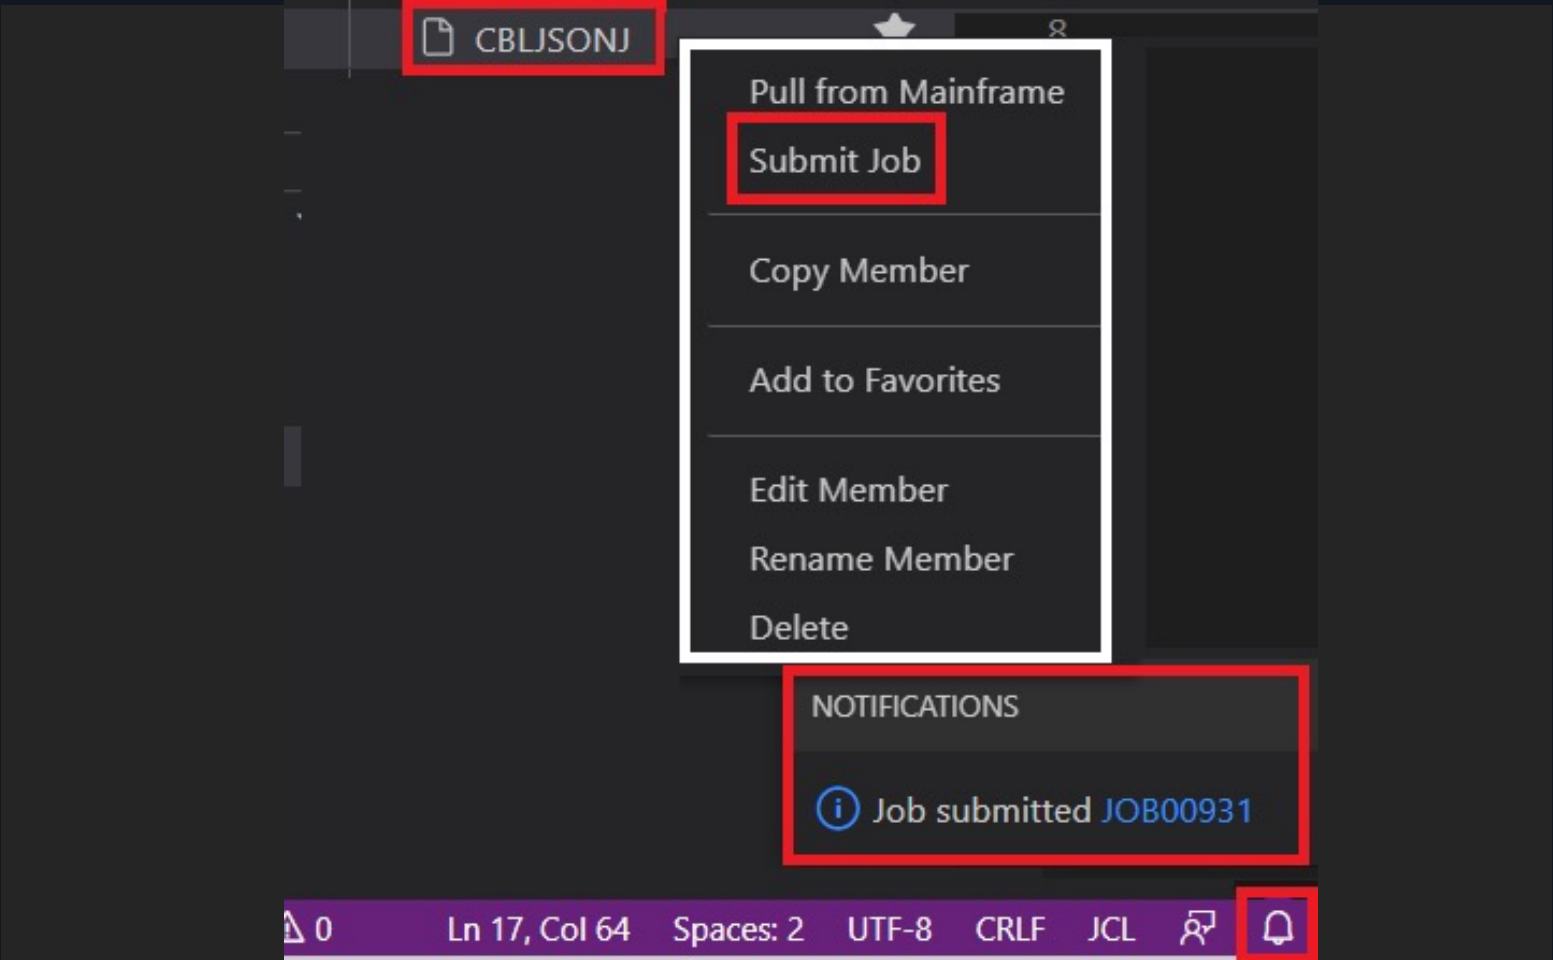 CBLJSONJ
8
Pull from Mainframe
Submit Job
Copy Member
Add to Favorites
Edit Member
Rename Member
Delete
NOTIFICATIONS
Job submitted JOB00931
0 Ln 17, Col 64 Spaces: 2 UTF-8 CRLF JCL